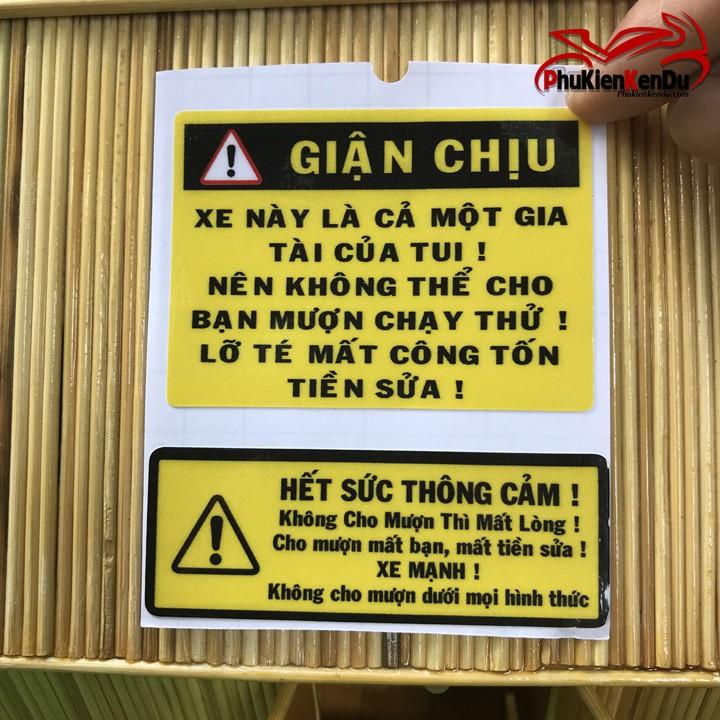 PhuKienKenDu
Phukienkendu.com
GIẬN CHỊU
XE NÀY LÀ CẢ MỘT GIA
TÀI CỦA TUI !
NÊN KHÔNG THỂ CHO
BẠN MƯỢN CHẠY THỬ !
LỠ TÉ MẤT CÔNG TỐN
TIỀN SỬA !
HẾT SỨC THÔNG CẢM !
Không Cho Mượn Thì Mất Lòng !
Cho mượn mất bạn, mất tiền sửa !
XE MẠNH !
Không cho mượn dưới mọi hình thức